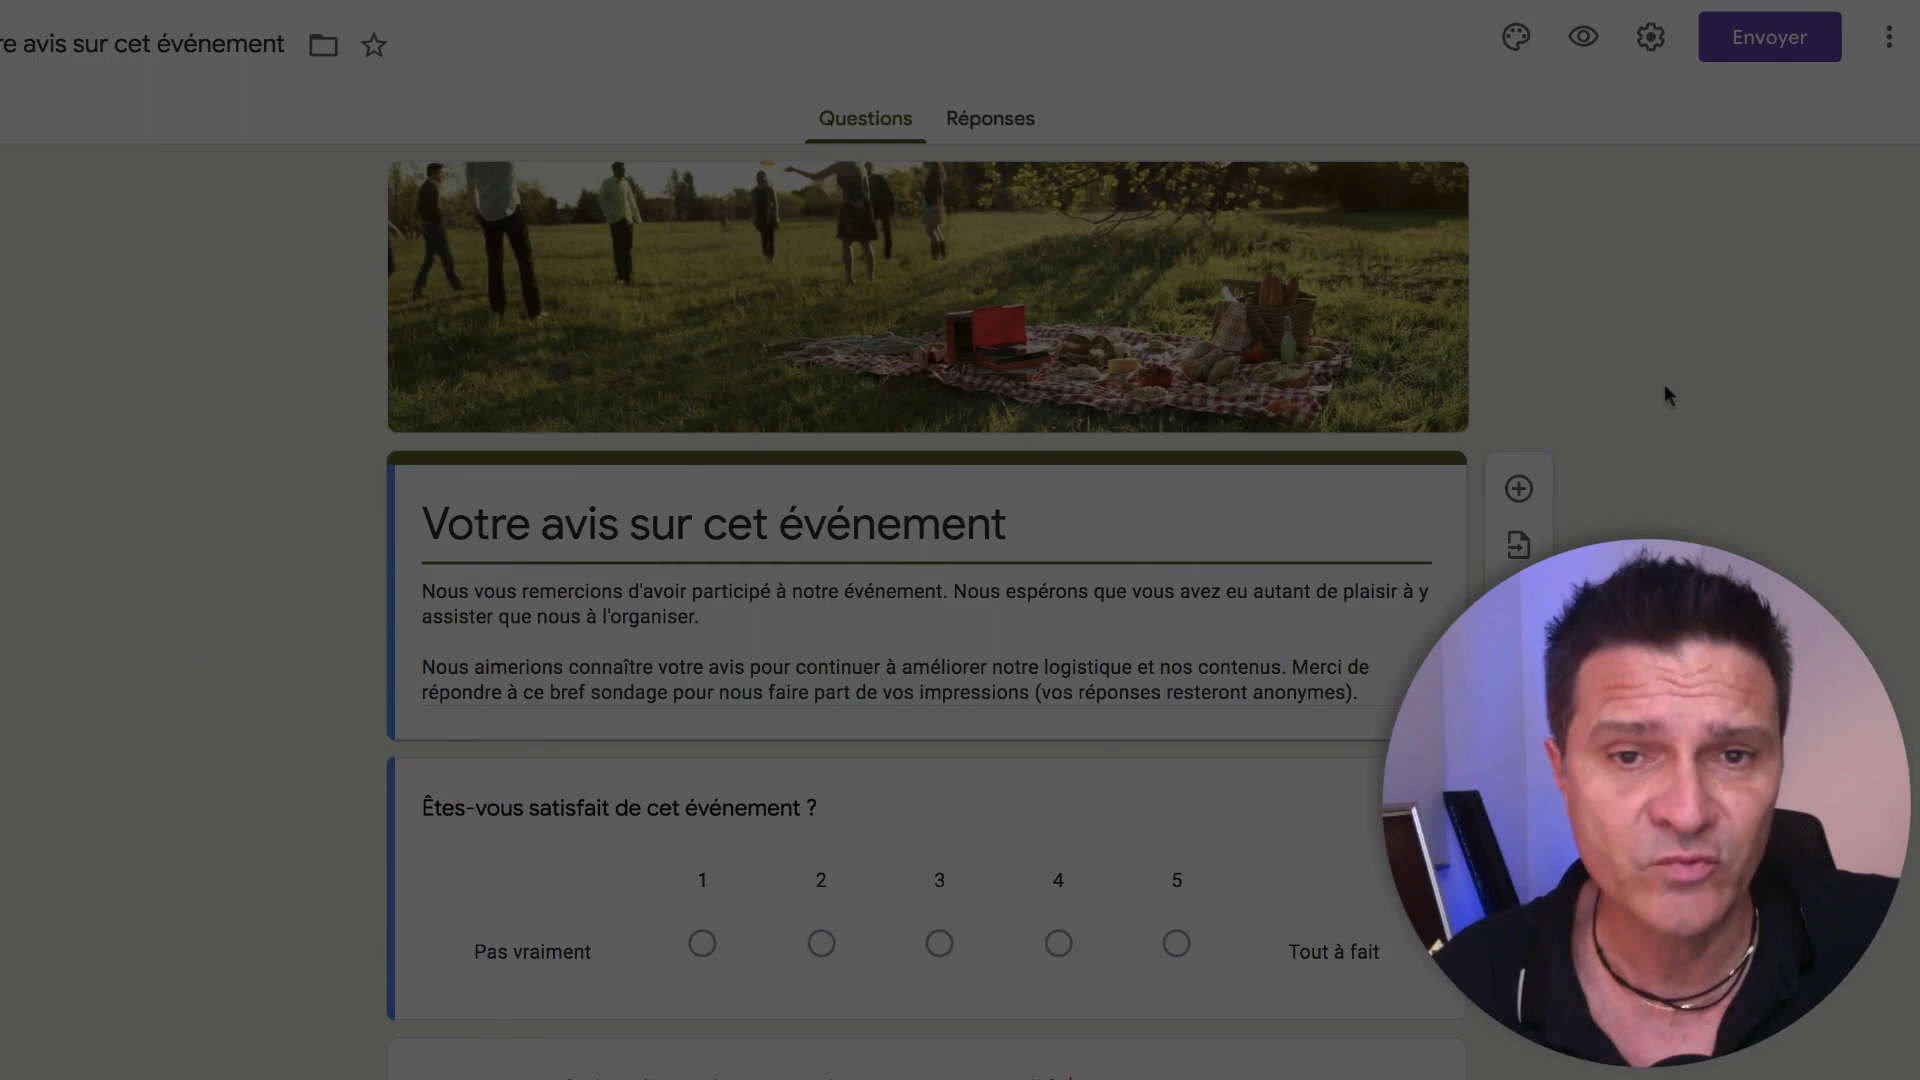 re avis sur cet événement
Envoyer
Questions
Réponses
Votre avis sur cet événement
Nous vous remercions d'avoir participé à notre événement. Nous espérons que vous avez eu autant de plaisir à y
assister que nous à l'organiser.
Nous aimerions connaître votre avis pour continuer à améliorer notre logistique et nos contenus. Merci de
répondre à ce bref sondage pour nous faire part de vos impressions (vos réponses resteront anonymes).
Êtes-vous satisfait de cet événement ?
1 2 3 4 5
Pas vraiment
Tout à fait